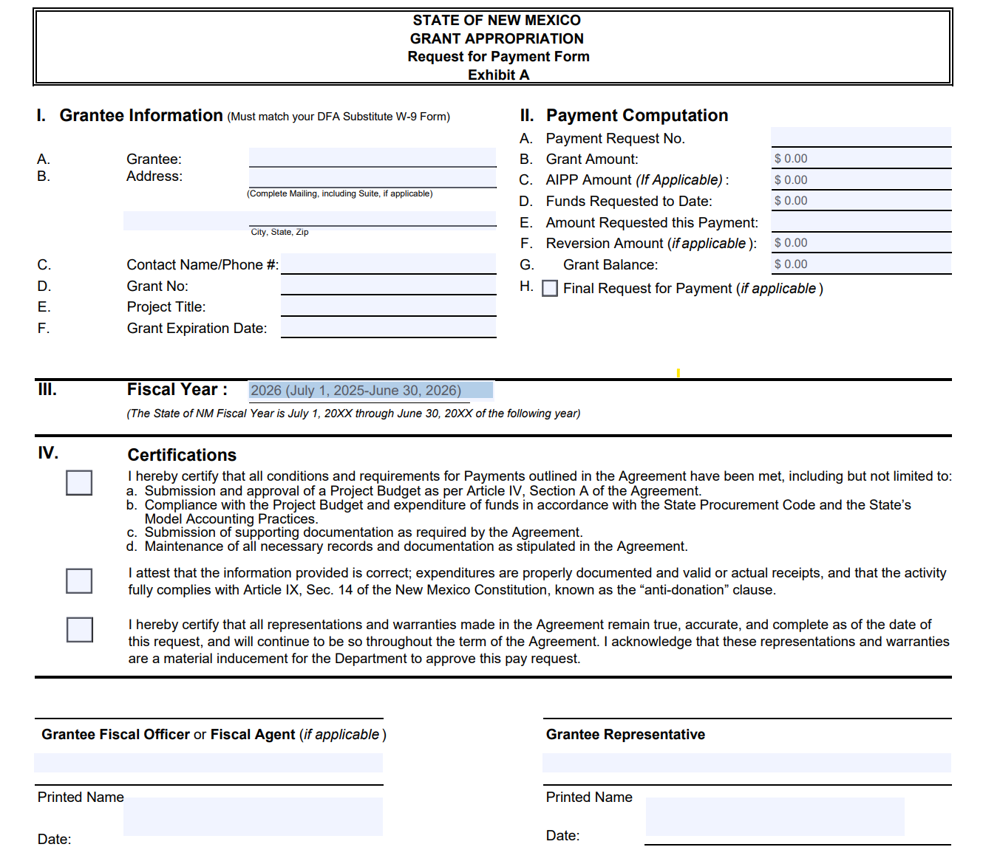 STATE OF NEW MEXICO
GRANT APPROPRIATION
Request for Payment Form
Exhibit A
I. Grantee Information (Must match your DFA Substitute W-9 Form)
A. Grantee:
B. Address:
(Complete Mailing, including Suite, if applicable)
City, State, Zip
C. Contact Name/Phone #:
D. Grant No:
E. Project Title:
F. Grant Expiration Date:
II. Payment Computation
A. Payment Request No.
B. Grant Amount: $ 0.00
C. AIPP Amount (If Applicable) : $ 0.00
D. Funds Requested to Date: $ 0.00
E. Amount Requested this Payment:
F. Reversion Amount (if applicable ): $ 0.00
G. Grant Balance: $ 0.00
H. Final Request for Payment (if applicable )
III. Fiscal Year : 2026 (July 1, 2025-June 30, 2026)
(The State of NM Fiscal Year is July 1, 20XX through June 30, 20XX of the following year)
IV. Certifications
I hereby certify that all conditions and requirements for Payments outlined in the Agreement have been met, including but not limited to:
a. Submission and approval of a Project Budget as per Article IV, Section A of the Agreement.
b. Compliance with the Project Budget and expenditure of funds in accordance with the State Procurement Code and the State’s
Model Accounting Practices.
c. Submission of supporting documentation as required by the Agreement.
d. Maintenance of all necessary records and documentation as stipulated in the Agreement.
I attest that the information provided is correct; expenditures are properly documented and valid or actual receipts, and that the activity
fully complies with Article IX, Sec. 14 of the New Mexico Constitution, known as the “anti-donation” clause.
I hereby certify that all representations and warranties made in the Agreement remain true, accurate, and complete as of the date of
this request, and will continue to be so throughout the term of the Agreement. I acknowledge that these representations and warranties
are a material inducement for the Department to approve this pay request.
Grantee Fiscal Officer or Fiscal Agent (if applicable )
Printed Name
Date:
Grantee Representative
Printed Name
Date: